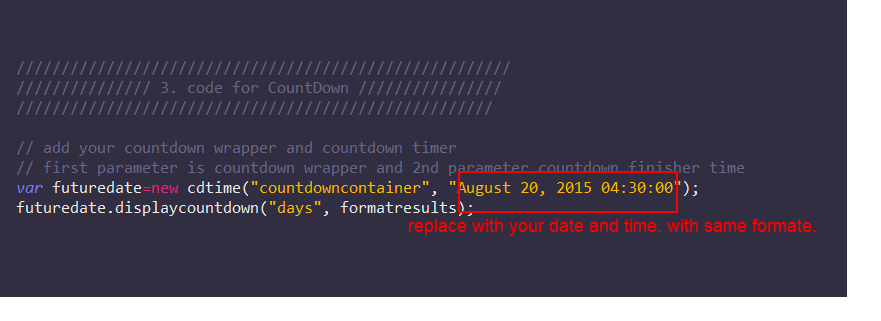 ///////////////////////////////////////////////////////
/////////////// 3. code for CountDown ////////////////
/////////////////////////////////////////////////////
// add your countdown wrapper and countdown timer
// first parameter is countdown wrapper and 2nd parameter countdown finisher time
var futuredate=new cdtime("countdowncontainer", "August 20, 2015 04:30:00");
futuredate.displaycountdown("days", formatresults);
replace with your date and time. with same formate.